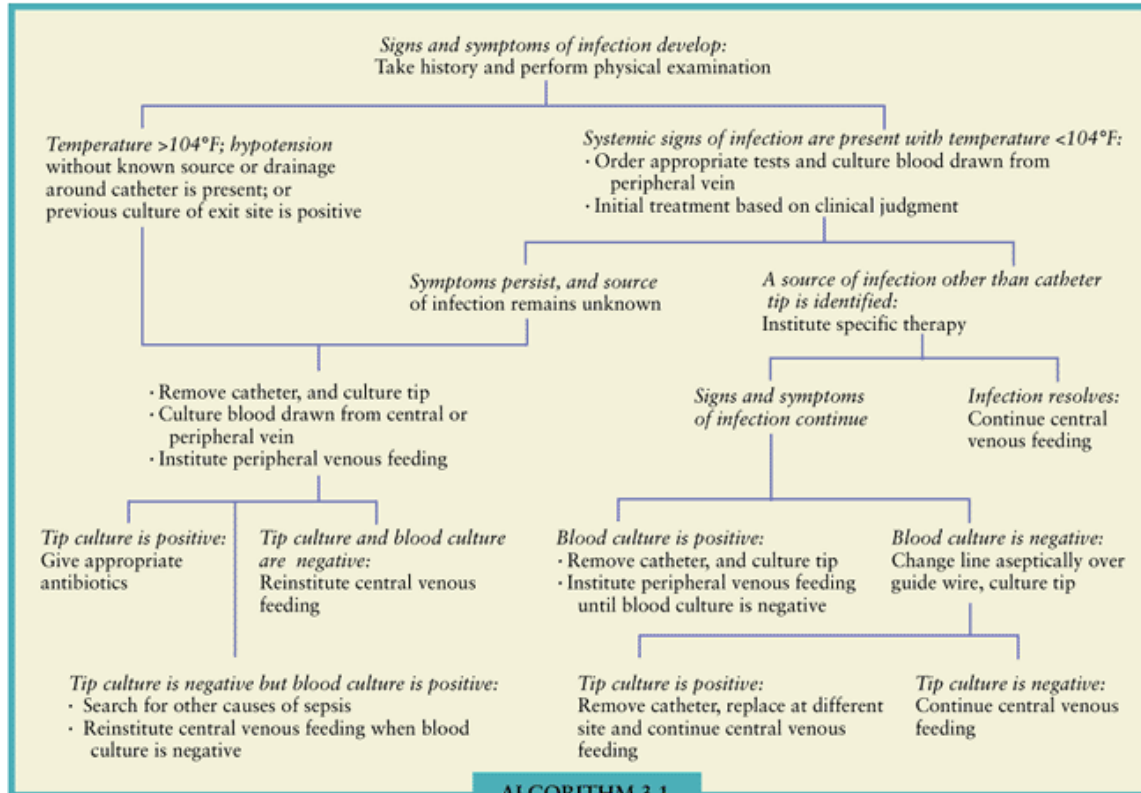 Signs and symptoms of infection develop:
Take history and perform physical examination
Temperature >104°F; hypotension
without known source or drainage
around catheter is present; or
previous culture of exit site is positive
Systemic signs of infection are present with temperature <104°F:
· Order appropriate tests and culture blood drawn from
peripheral vein
· Initial treatment based on clinical judgment
Symptoms persist, and source
of infection remains unknown
A source of infection other than catheter
tip is identified:
Institute specific therapy
· Remove catheter, and culture tip
· Culture blood drawn from central or
peripheral vein
· Institute peripheral venous feeding
Signs and symptoms
of infection continue
Infection resolves:
Continue central
venous feeding
Tip culture is positive:
Give appropriate
antibiotics
Tip culture and blood culture
are negative:
Reinstitute central venous
feeding
Blood culture is positive:
· Remove catheter, and culture tip
· Institute peripheral venous feeding
until blood culture is negative
Blood culture is negative:
Change line aseptically over
guide wire, culture tip
Tip culture is negative but blood culture is positive:
· Search for other causes of sepsis
· Reinstitute central venous feeding when blood
culture is negative
Tip culture is positive:
Remove catheter, replace at different
site and continue central venous
feeding
Tip culture is negative:
Continue central venous
feeding
ALGORITHM 3-1